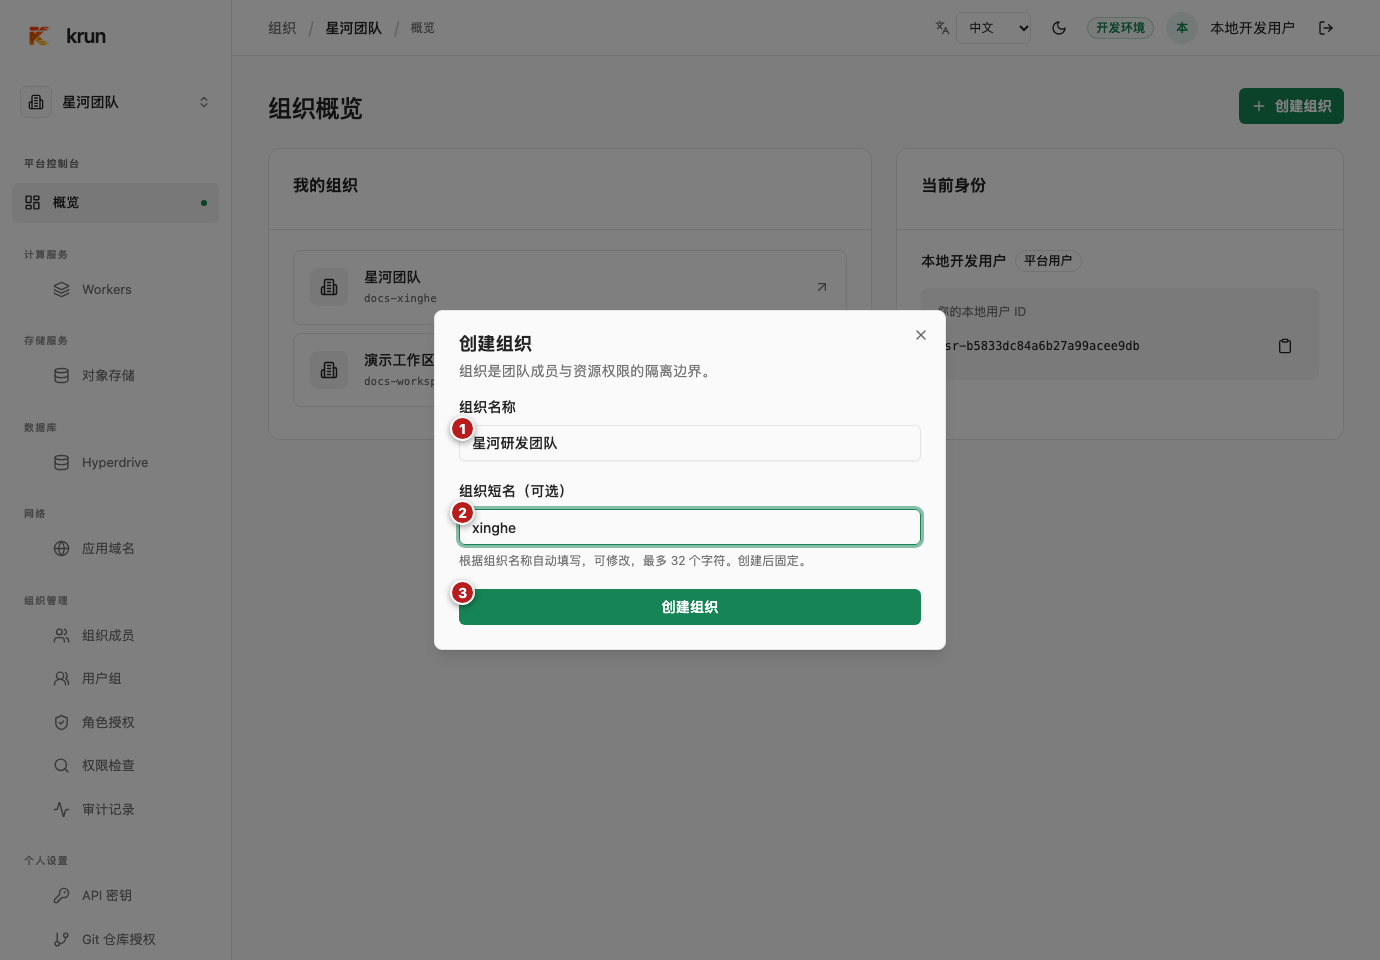 krun
组织 / 星河团队 / 概览
中文
开发环境
本
本地开发用户
星河团队
平台控制台
概览
计算服务
Workers
存储服务
对象存储
数据库
Hyperdrive
网络
应用域名
组织管理
组织成员
用户组
角色授权
权限检查
审计记录
个人设置
API 密钥
Git 仓库授权
组织概览
创建组织
我的组织
星河团队
docs-xinghe
演示工作区
当前身份
本地开发用户
平台用户
的本地用户 ID
sr-b5833dc84a6b27a99acee9db
创建组织
组织是团队成员与资源权限的隔离边界。
组织名称
1
星河研发团队
组织短名（可选）
2
xinghe
根据组织名称自动填写，可修改，最多 32 个字符。创建后固定。
3
创建组织